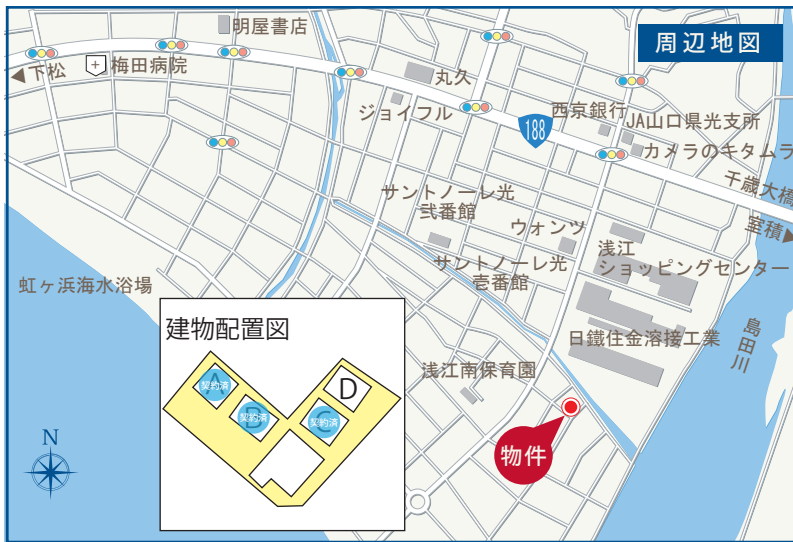 周辺地図
明屋書店
◀下松
梅田病院
丸久
ジョイフル
188
西京銀行
JA山口県光支所
カメラのキタムラ
千歳大橋
室積▶
サントノーレ光
弐番館
ウォンツ
サントノーレ光
壱番館
浅江
ショッピングセンター
虹ヶ浜海水浴場
島田川
日鐵住金溶接工業
浅江南保育園
物件
N
建物配置図
A
契約済
B
契約済
C
契約済
D